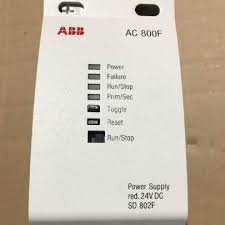 ABB AC 800F
Power
Failure
Run/Stop
Prim/Sec
Toggle
Reset
Run/Stop
Power Supply
red. 24V DC
SD 802F